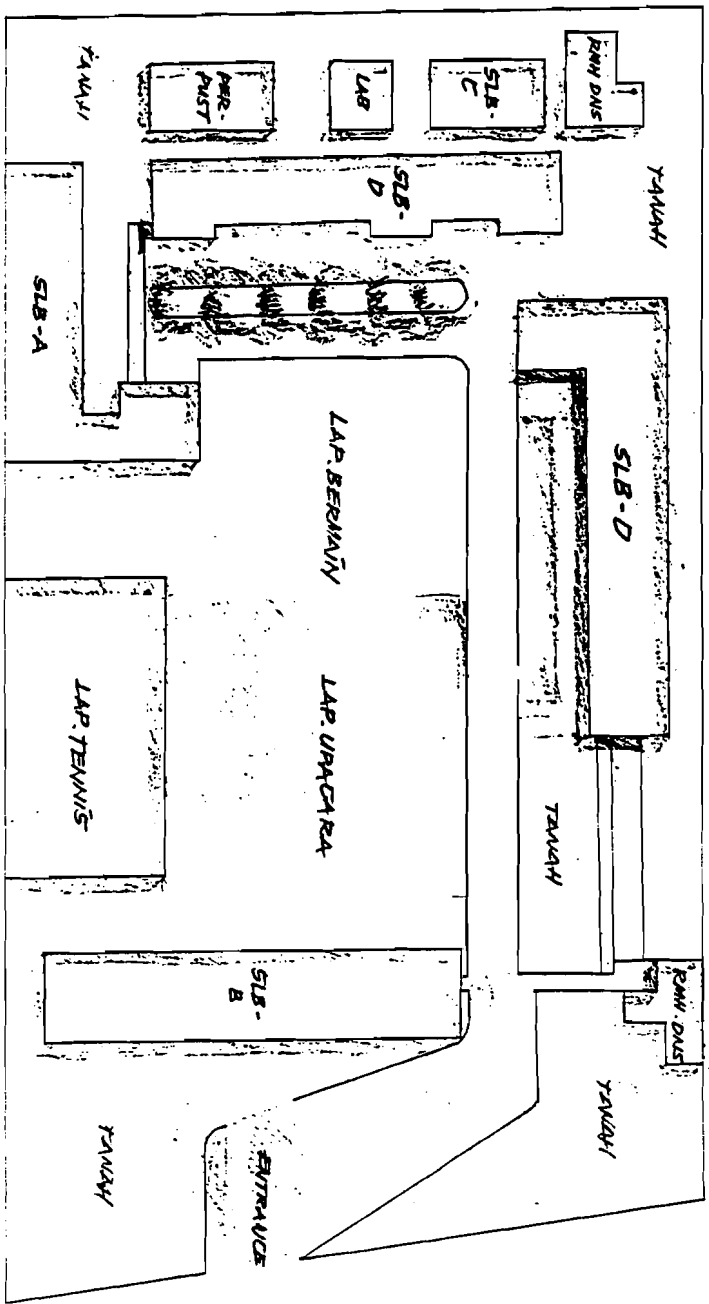 TANAH
PER-
PUST
LAB
SLB-
C
RMH DNS
TANAH
SLB-
D
SLB-A
SLB-D
LAP. BERMAIN
LAP. TENNIS
LAP. UPACARA
TANAH
SLB-
B
RMH. DNS
TANAH
ENTRANCE
TANAH